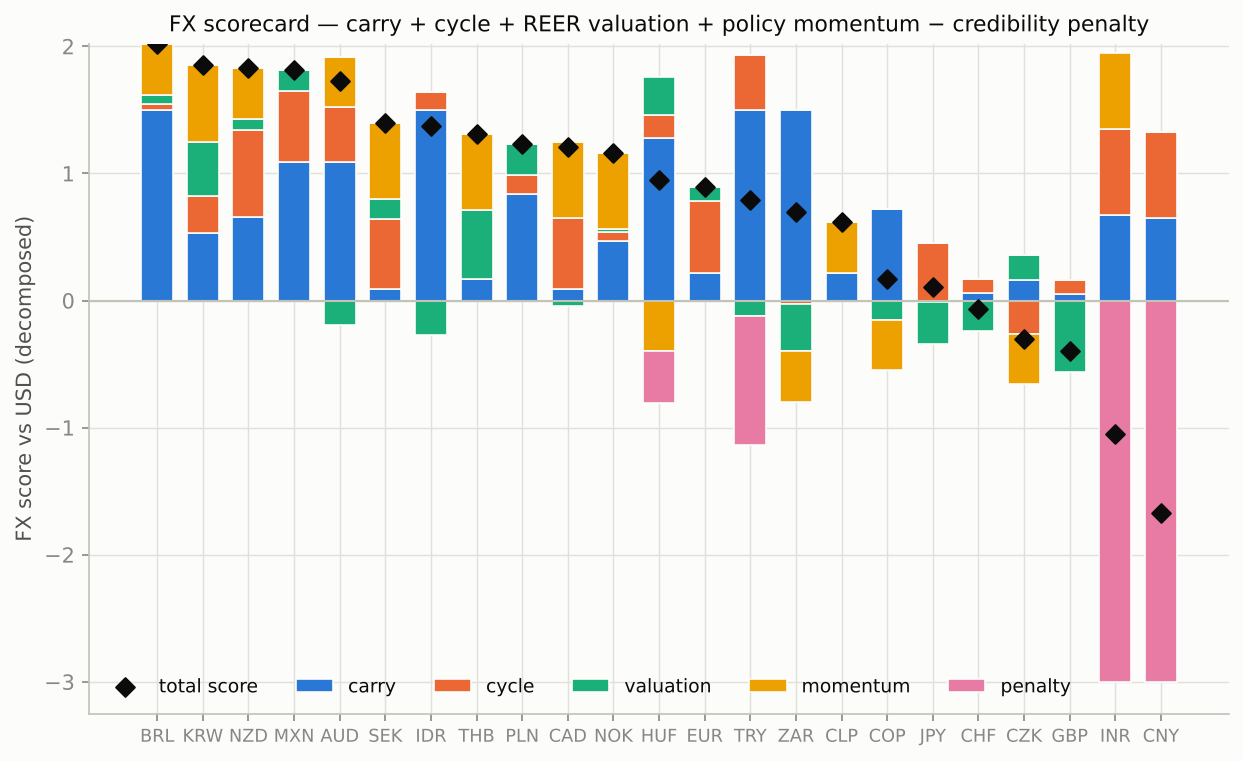 FX scorecard — carry + cycle + REER valuation + policy momentum − credibility penalty
FX score vs USD (decomposed)
2
1
0
−1
−2
−3
total score carry cycle valuation momentum penalty
BRL KRW NZD MXN AUD SEK IDR THB PLN CAD NOK HUF EUR TRY ZAR CLP COP JPY CHF CZK GBP INR CNY